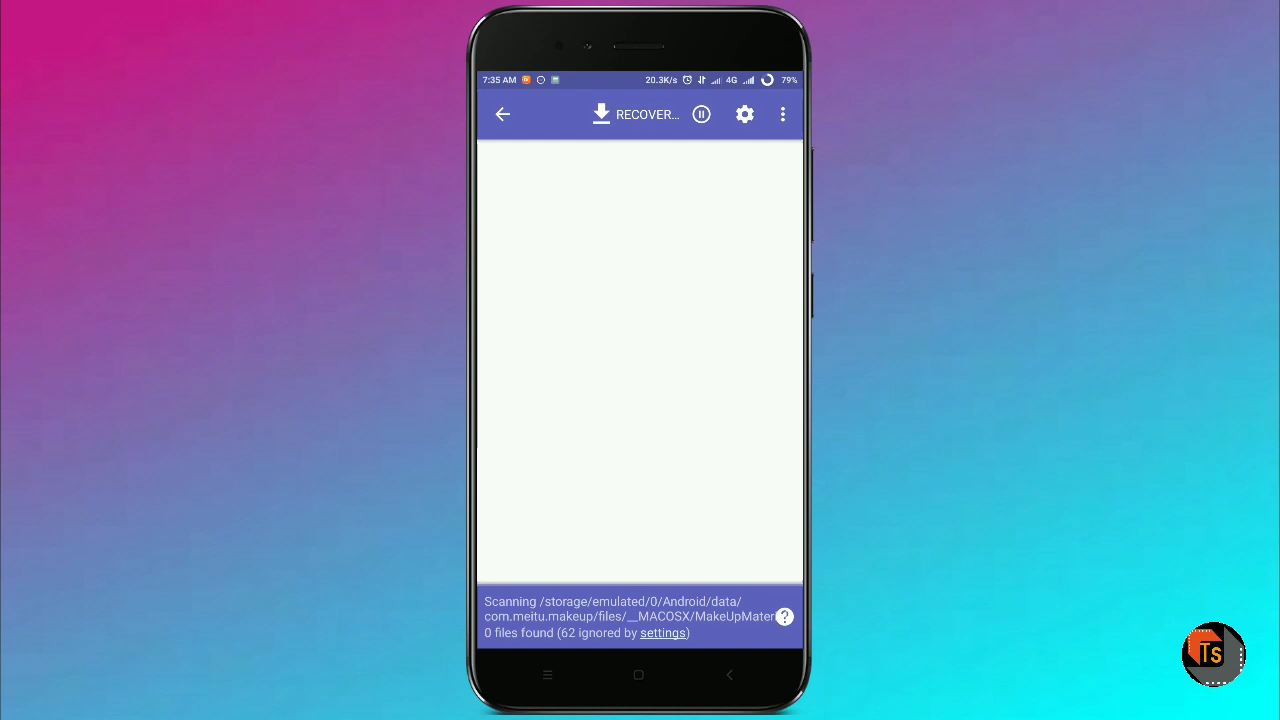 7:35 AM 20.3K/s 4G 79%
RECOVER...
Scanning /storage/emulated/0/Android/data/
com.meitu.makeup/files/__MACOSX/MakeUpMater
0 files found (62 ignored by settings)
?
Ts